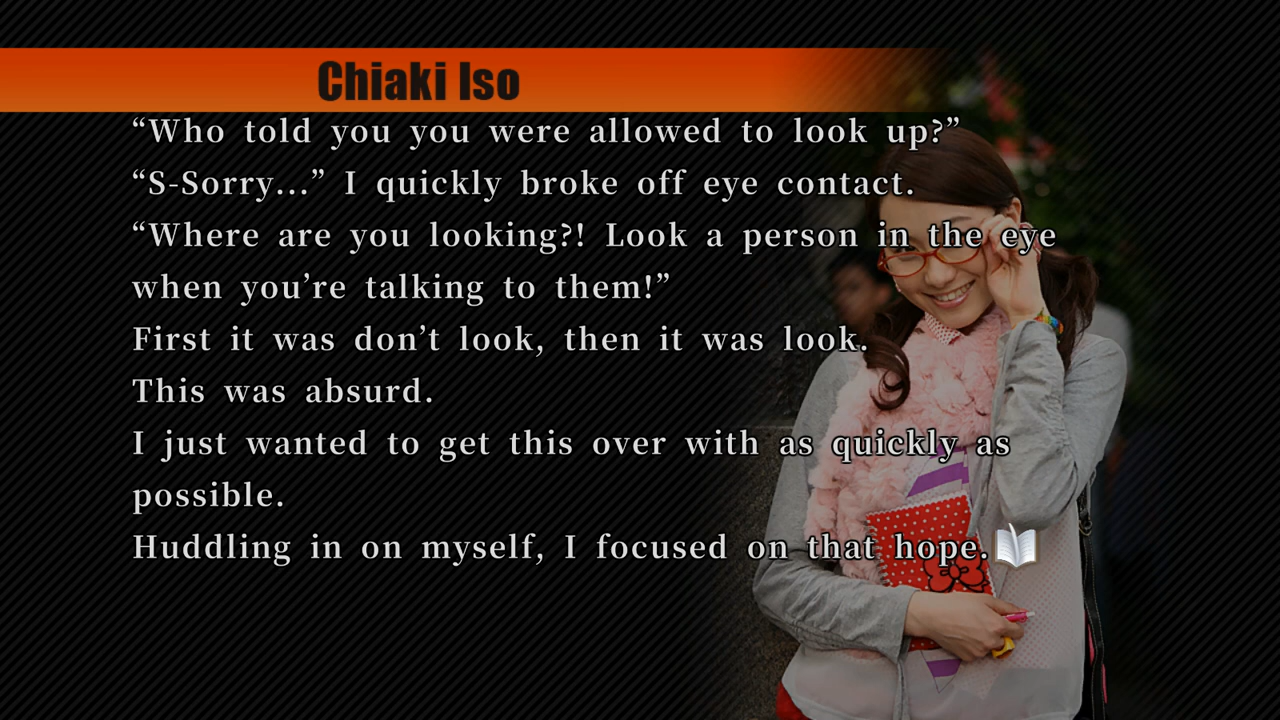 Chiaki Iso
“Who told you you were allowed to look up?”
“S-Sorry...” I quickly broke off eye contact.
“Where are you looking?! Look a person in the eye
when you’re talking to them!”
First it was don’t look, then it was look.
This was absurd.
I just wanted to get this over with as quickly as
possible.
Huddling in on myself, I focused on that hope.